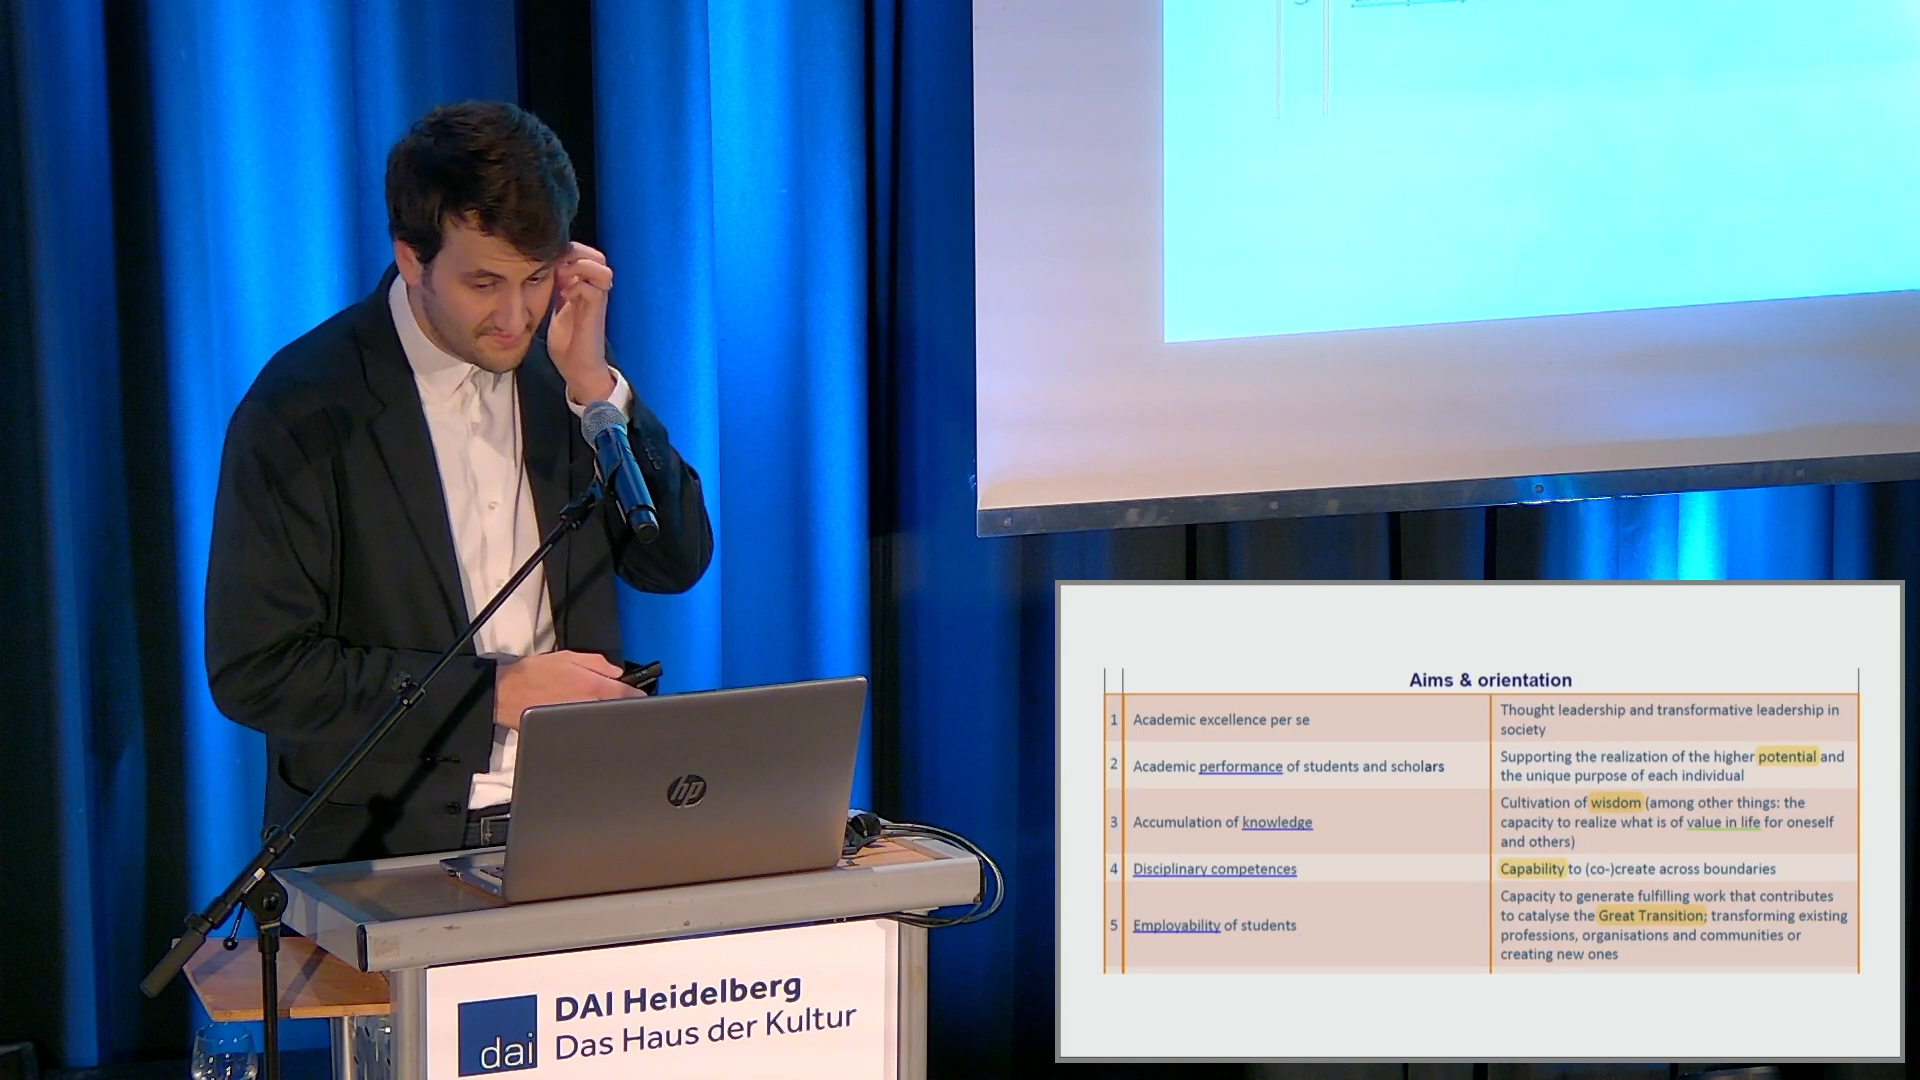 hp
DAI Heidelberg
dai Das Haus der Kultur
Aims & orientation
1 Academic excellence per se
Thought leadership and transformative leadership in
society
2 Academic performance of students and scholars
Supporting the realization of the higher potential and
the unique purpose of each individual
3 Accumulation of knowledge
Cultivation of wisdom (among other things: the
capacity to realize what is of value in life for oneself
and others)
4 Disciplinary competences
Capability to (co-)create across boundaries
5 Employability of students
Capacity to generate fulfilling work that contributes
to catalyse the Great Transition; transforming existing
professions, organisations and communities or
creating new ones